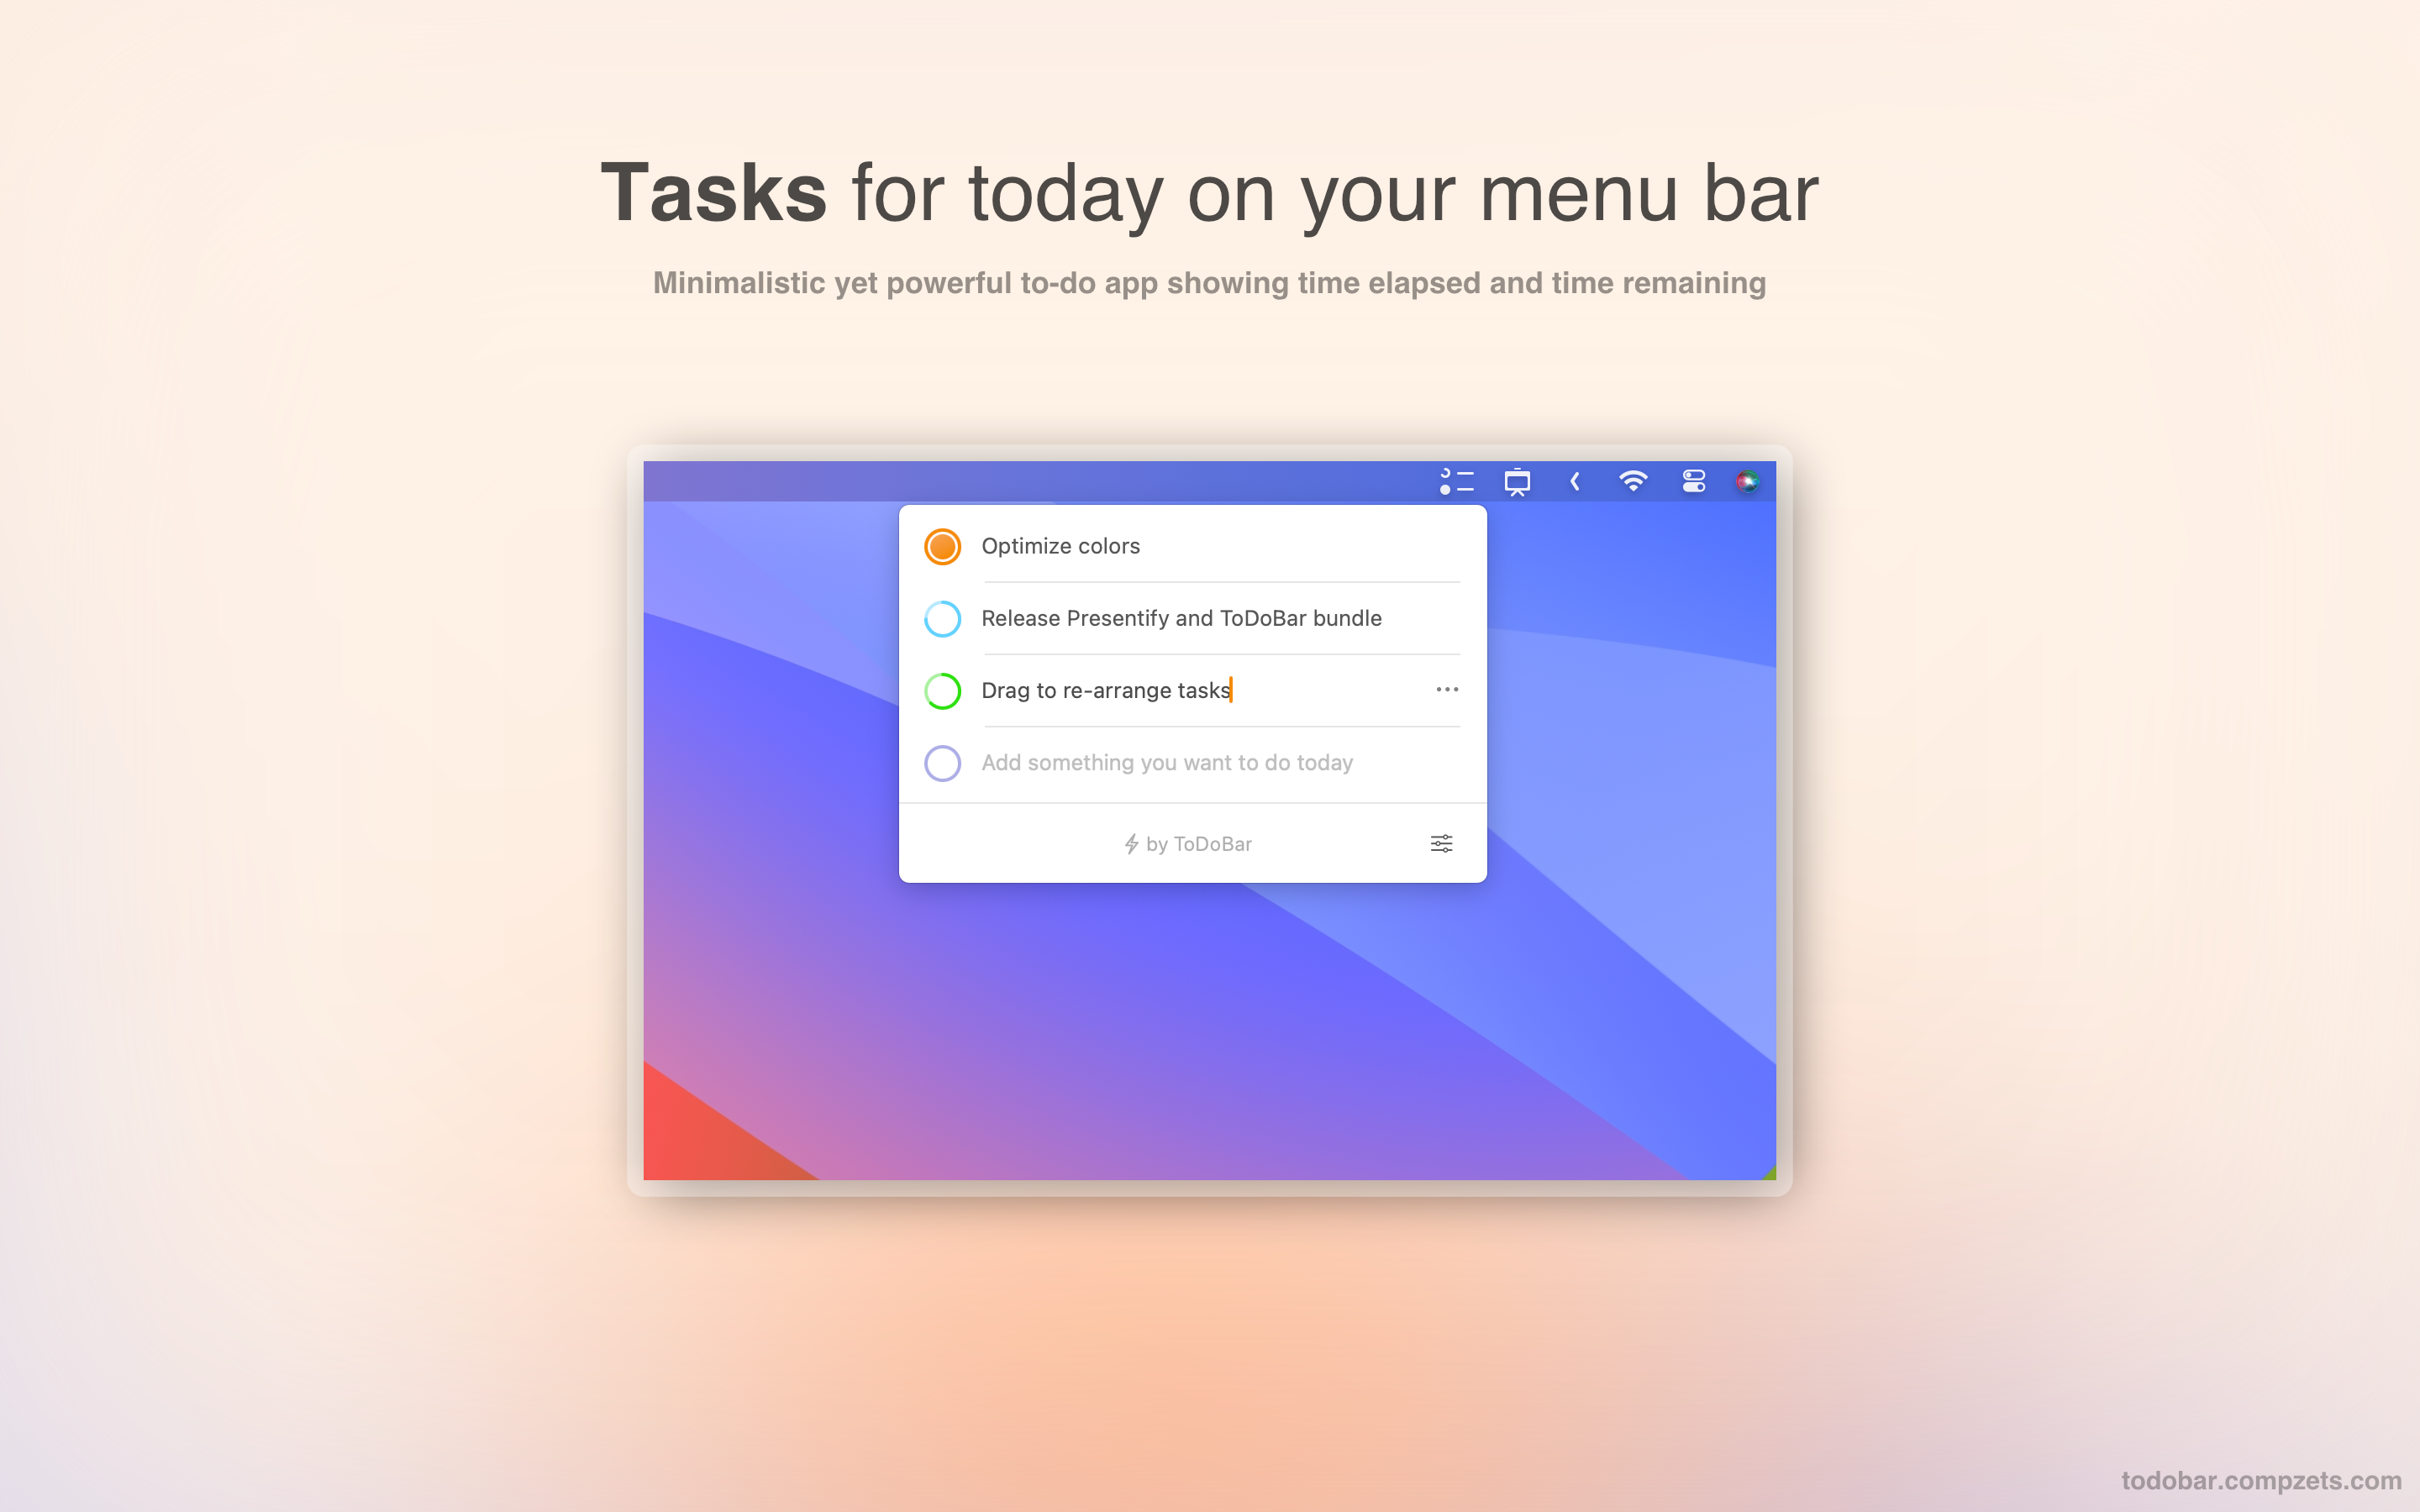 Tasks for today on your menu bar
Minimalistic yet powerful to-do app showing time elapsed and time remaining
Optimize colors
Release Presentify and ToDoBar bundle
Drag to re-arrange tasks
Add something you want to do today
by ToDoBar
todobar.compzets.com